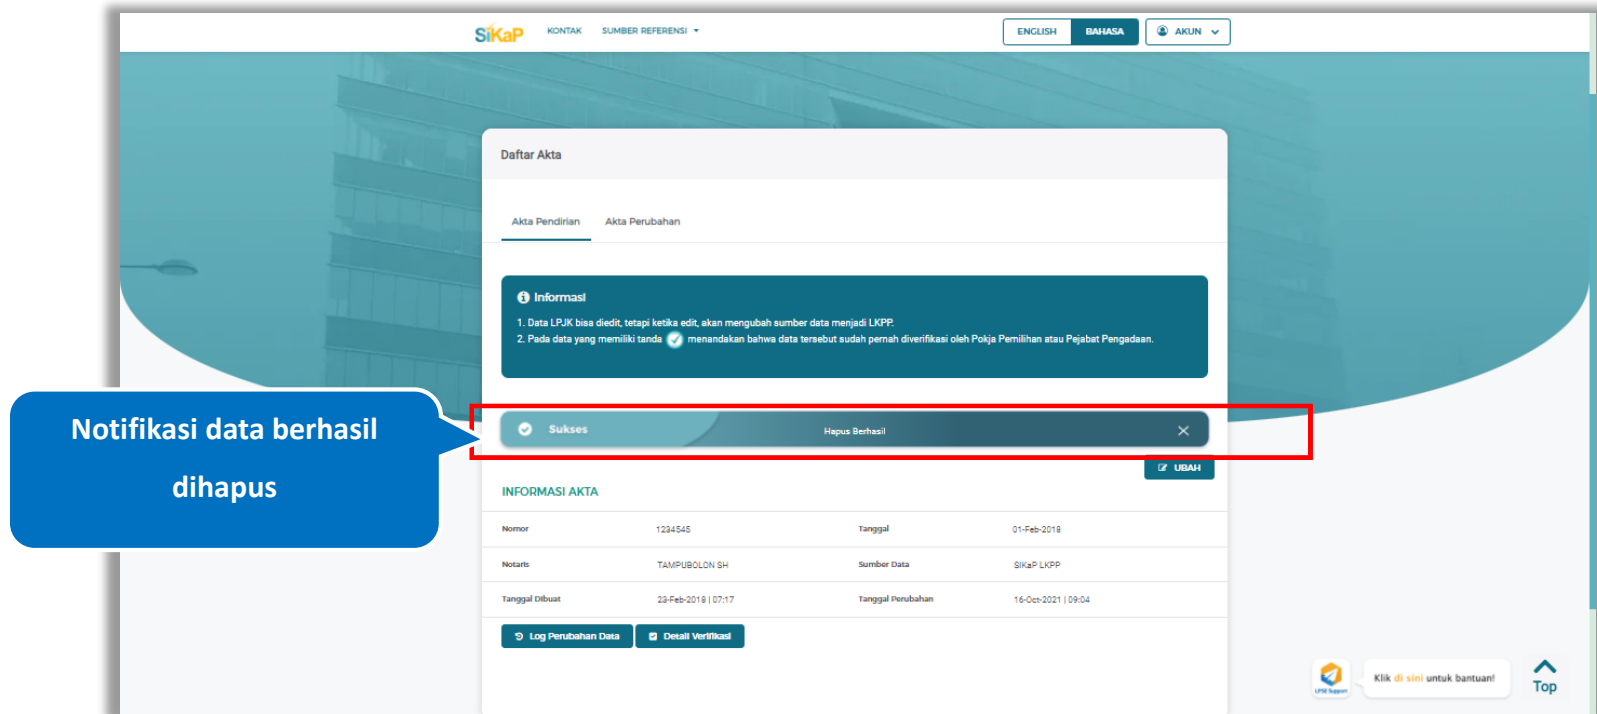 SiKaP KONTAK SUMBER REFERENSI ENGLISH BAHASA AKUN
Daftar Akta
Akta Pendirian Akta Perubahan
Informasi
1. Data LPJK bisa diedit, tetapi ketika edit, akan mengubah sumber data menjadi LKPP.
2. Pada data yang memiliki tanda menandakan bahwa data tersebut sudah pernah diverifikasi oleh Pokja Pemilihan atau Pejabat Pengadaan.
Notifikasi data berhasil
dihapus
Sukses Hapus Berhasil
UBAH
INFORMASI AKTA
Nomor 1234545 Tanggal 01-Feb-2018
Notaris TAMPUBOLON SH Sumber Data SIKaP LKPP
Tanggal Dibuat 23-Feb-2018 | 07:17 Tanggal Perubahan 16-Oct-2021 | 09:04
Log Perubahan Data Detail Verifikasi
LPSE Support Klik di sini untuk bantuan!
Top